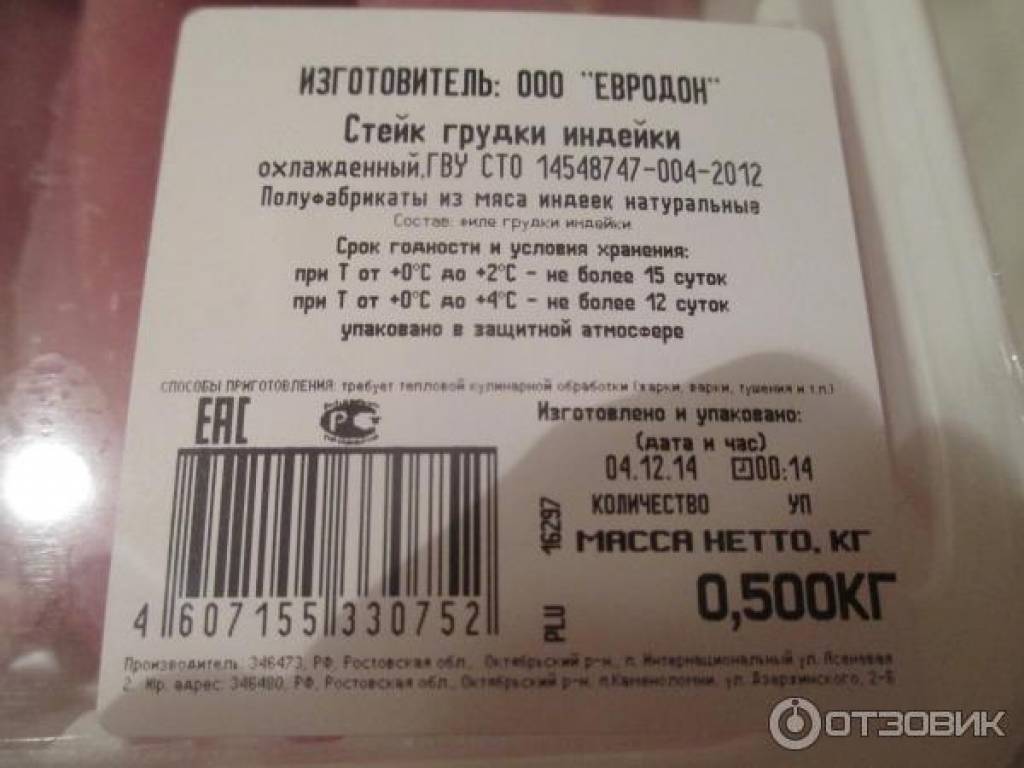 ИЗГОТОВИТЕЛЬ: ООО "ЕВРОДОН"
Стейк грудки индейки
охлажденный,ГВУ СТО 14548747-004-2012
Полуфабрикаты из мяса индеек натуральные
Состав: филе грудки индейки
Срок годности и условия хранения:
при Т от +0°С до +2°С - не более 15 суток
при Т от +0°С до +4°С - не более 12 суток
упаковано в защитной атмосфере
СПОСОБЫ ПРИГОТОВЛЕНИЯ: требует тепловой кулинарной обработки (жарки, варки, тушения и т.п.)
ЕАС
РС
Изготовлено и упаковано:
(дата и час)
04.12.14 00:14
КОЛИЧЕСТВО УП
PLU 16297
МАССА НЕТТО, КГ
0,500КГ
4 607155 330752
Производитель: 346473, РФ, Ростовская обл., Октябрьский р-н, п. Интернациональный ул. Ясеневая
2. Юр. адрес: 346480, РФ, Ростовская обл., Октябрьский р-н, п.Каменоломни, ул. Дзержинского, 2-Б
ОТЗОВИК